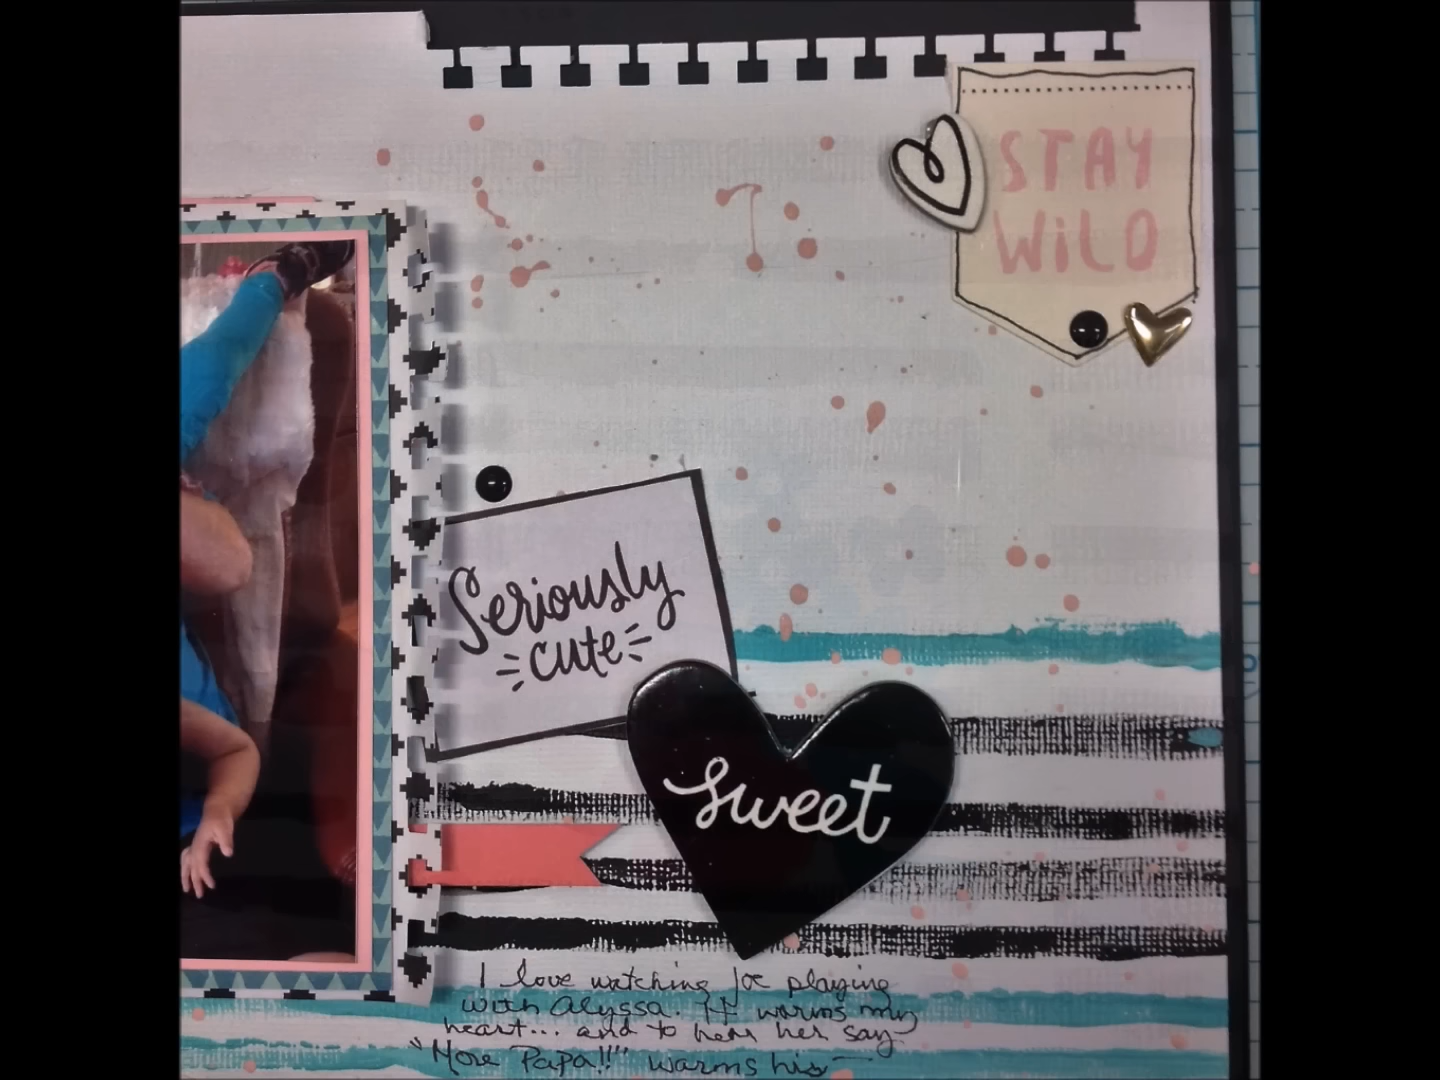 STAY
WiLD
Seriously
cute
sweet
I love watching Joe playing
with Alyssa. It warms my
heart... and to hear her say
"More Papa!!" warms his